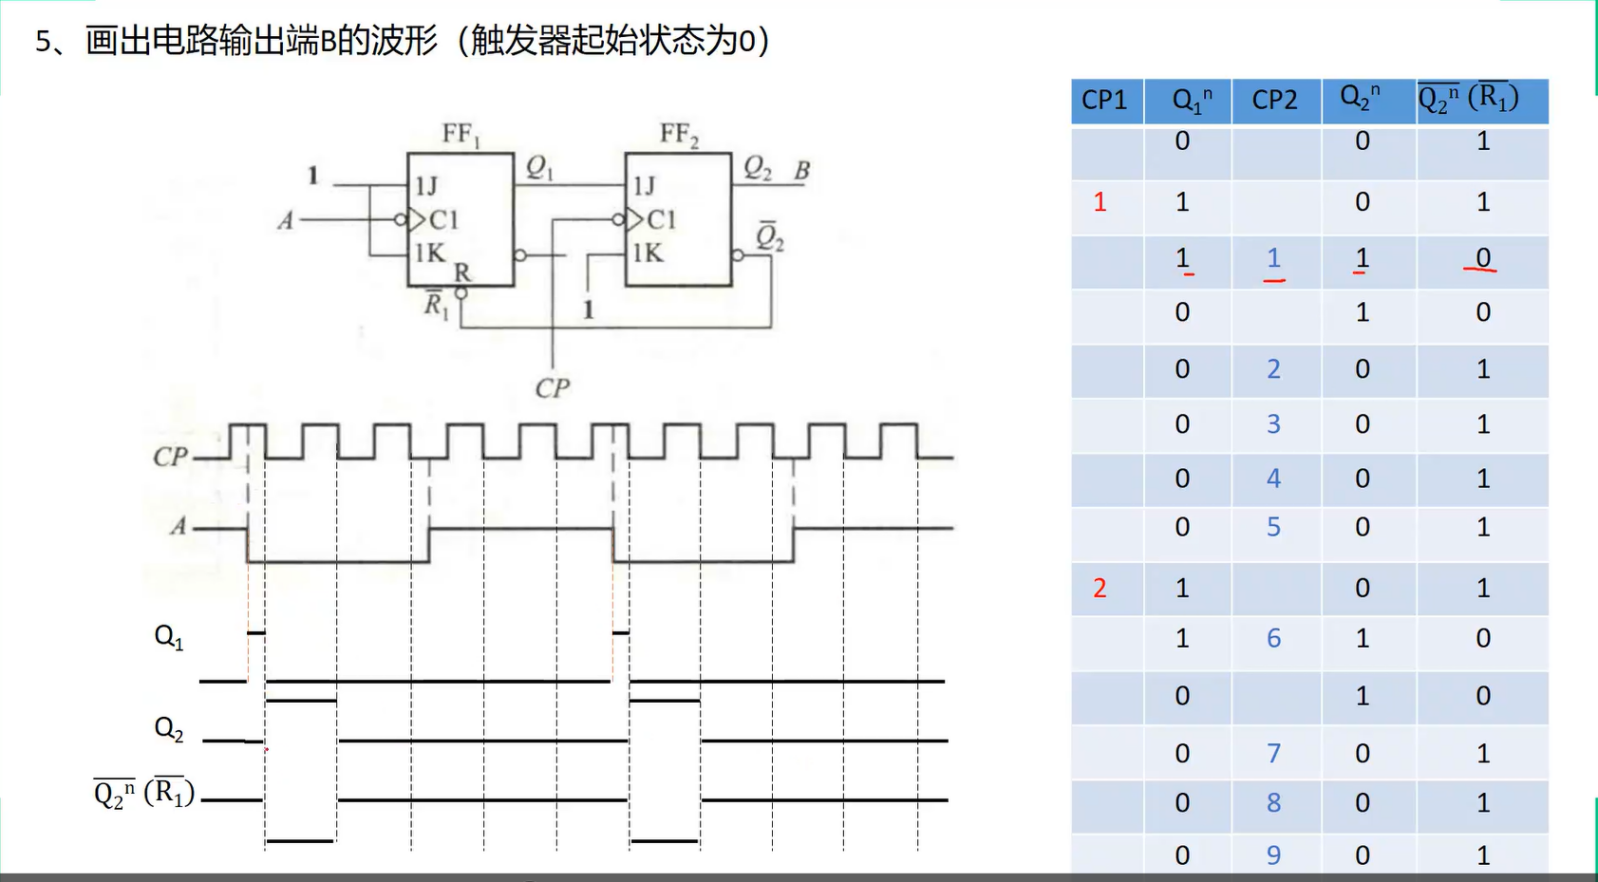 5、画出电路输出端B的波形（触发器起始状态为0）
FF₁ FF₂
1 1J Q₁ 1J Q₂ B
A C1 C1
1K 1K Q̅₂
R
R̅₁ 1
CP
CP
A
Q₁
Q₂
Q̅₂ⁿ (R̅₁)
CP1 Q₁ⁿ CP2 Q₂ⁿ Q̅₂ⁿ (R̅₁)
0 0 1
1 1 0 1
1 1 1 0
0 1 0
0 2 0 1
0 3 0 1
0 4 0 1
0 5 0 1
2 1 0 1
1 6 1 0
0 1 0
0 7 0 1
0 8 0 1
0 9 0 1